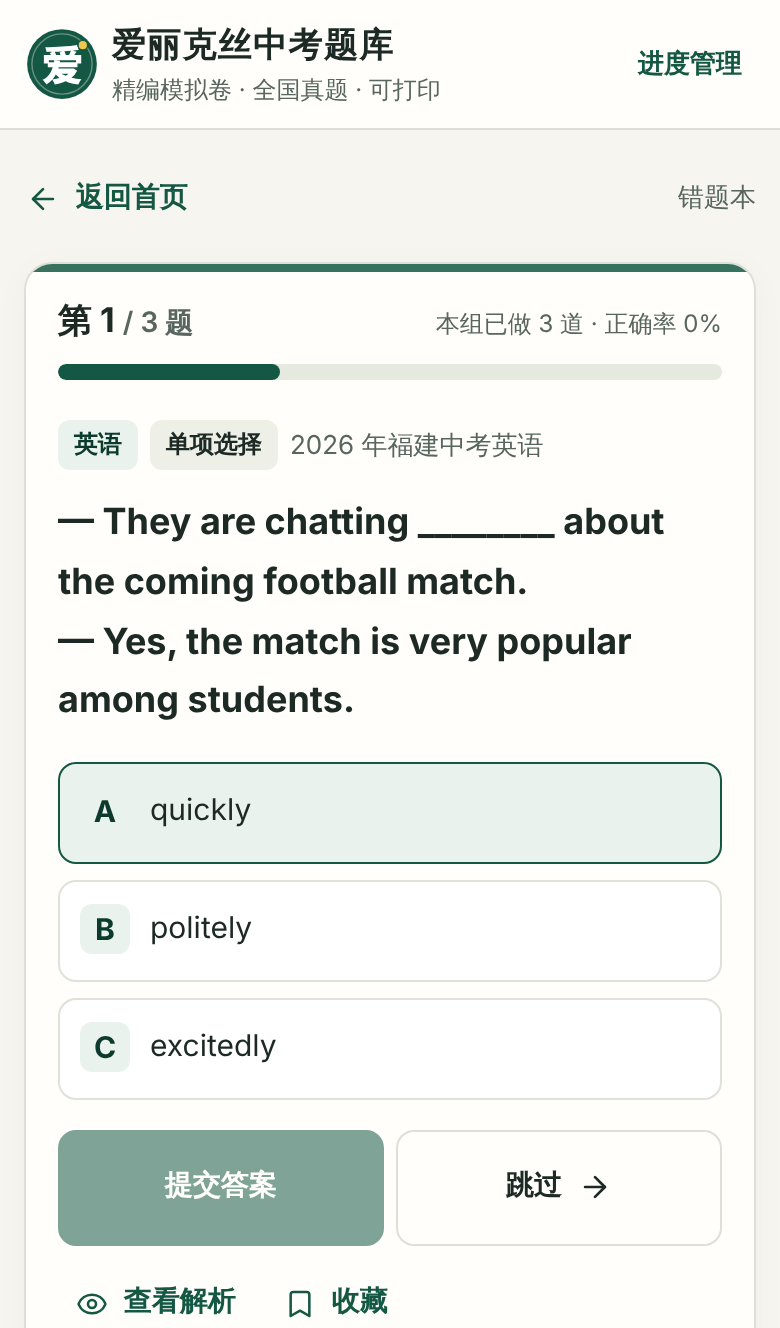 爱
爱丽克丝中考题库
精编模拟卷 · 全国真题 · 可打印
进度管理
← 返回首页
错题本
第 1 / 3 题
本组已做 3 道 · 正确率 0%
英语 单项选择 2026 年福建中考英语
— They are chatting ________ about
the coming football match.
— Yes, the match is very popular
among students.
A quickly
B politely
C excitedly
提交答案
跳过 →
查看解析
收藏